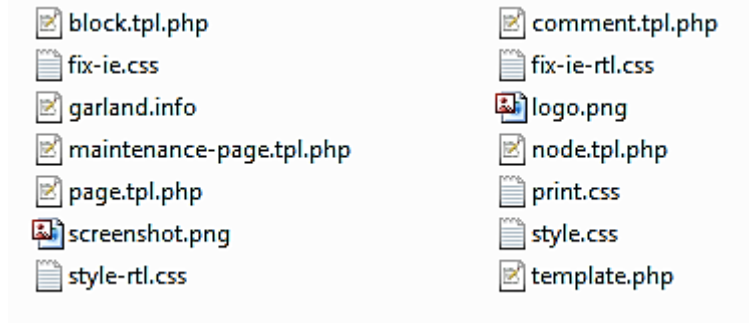 block.tpl.php comment.tpl.php
fix-ie.css fix-ie-rtl.css
garland.info logo.png
maintenance-page.tpl.php node.tpl.php
page.tpl.php print.css
screenshot.png style.css
style-rtl.css template.php